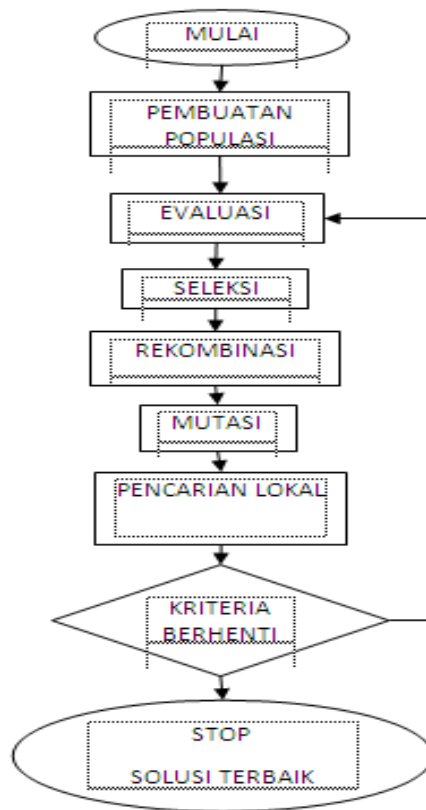 MULAI
PEMBUATAN
POPULASI
EVALUASI
SELEKSI
REKOMBINASI
MUTASI
PENCARIAN LOKAL
KRITERIA
BERHENTI
STOP
SOLUSI TERBAIK